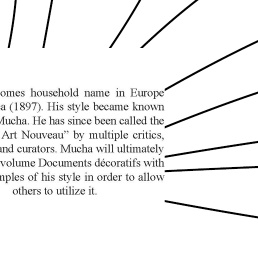 omes household name in Europe
a (1897). His style became known
Mucha. He has since been called the
Art Nouveau” by multiple critics,
and curators. Mucha will ultimately
volume Documents décoratifs with
mples of his style in order to allow
others to utilize it.